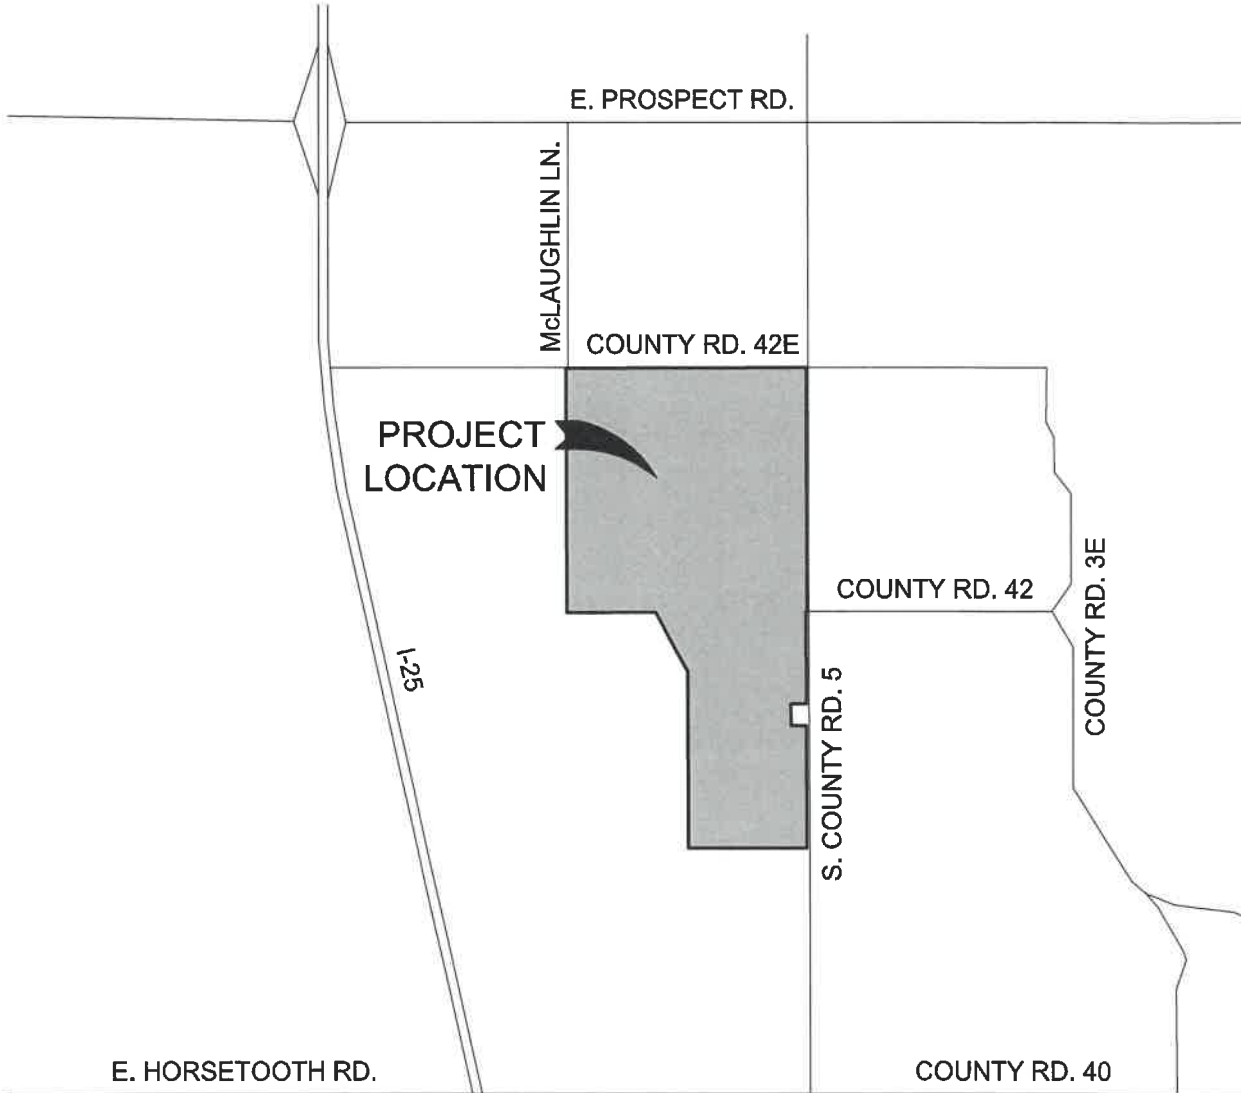 E. PROSPECT RD.
McLAUGHLIN LN.
COUNTY RD. 42E
PROJECT
LOCATION
COUNTY RD. 42
COUNTY RD. 3E
I-25
S. COUNTY RD. 5
E. HORSETOOTH RD.
COUNTY RD. 40